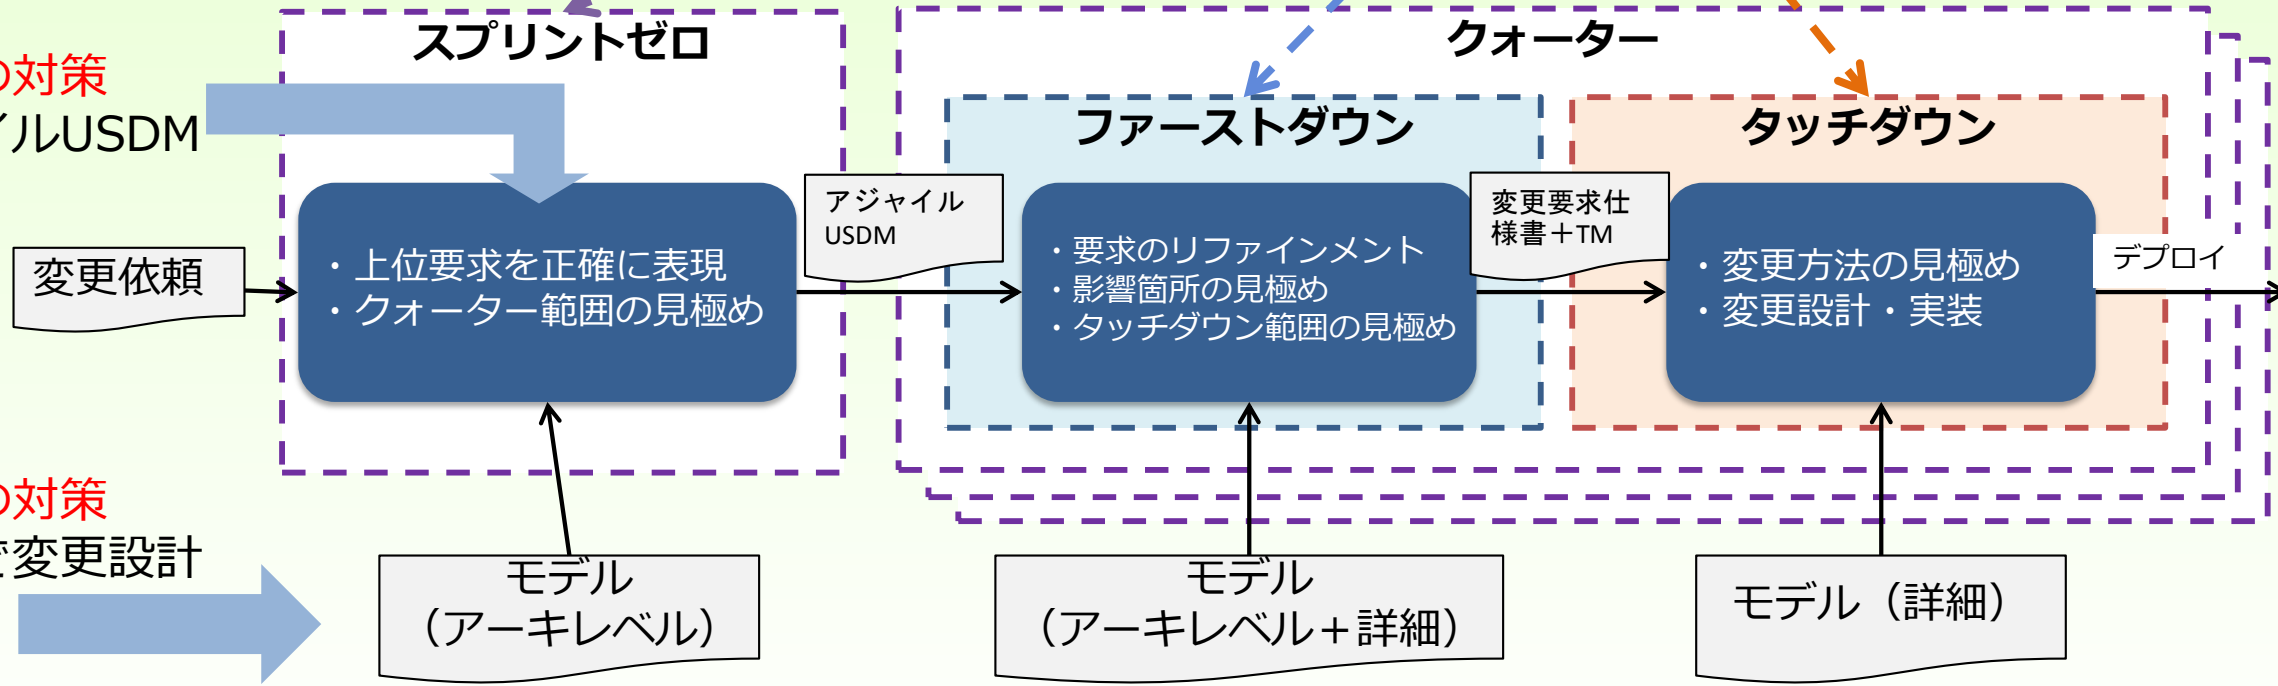 スプリントゼロ
クォーター
の対策
イルUSDM
ファーストダウン
タッチダウン
変更依頼
・上位要求を正確に表現
・クォーター範囲の見極め
アジャイル
USDM
・要求のリファインメント
・影響箇所の見極め
・タッチダウン範囲の見極め
変更要求仕
様書＋TM
・変更方法の見極め
・変更設計・実装
デプロイ
の対策
で変更設計
モデル
（アーキレベル）
モデル
（アーキレベル＋詳細）
モデル（詳細）